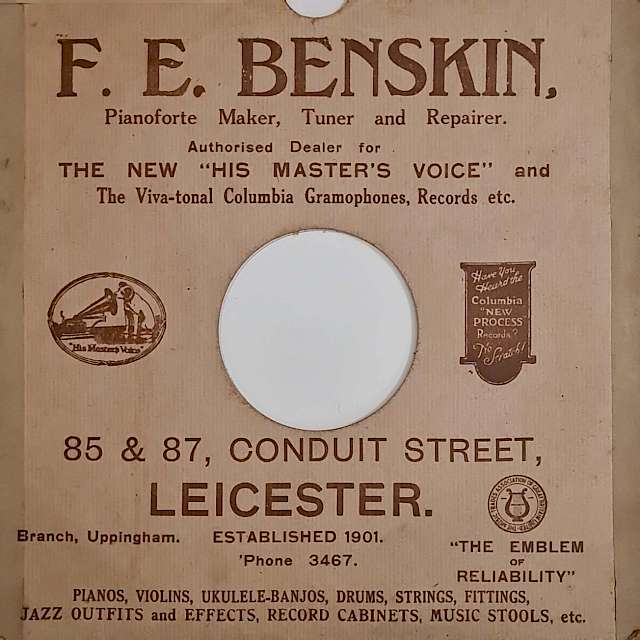 F. E. BENSKIN,
Pianoforte Maker, Tuner and Repairer.
Authorised Dealer for
THE NEW "HIS MASTER'S VOICE" and
The Viva-tonal Columbia Gramophones, Records etc.
"His Master's Voice"
Have You
Heard the
Columbia
"NEW
PROCESS"
Records?
No
Scratch!
85 & 87, CONDUIT STREET,
LEICESTER.
Branch, Uppingham. ESTABLISHED 1901.
'Phone 3467.
"THE EMBLEM
OF
RELIABILITY"
PIANOS, VIOLINS, UKULELE-BANJOS, DRUMS, STRINGS, FITTINGS,
JAZZ OUTFITS and EFFECTS, RECORD CABINETS, MUSIC STOOLS, etc.